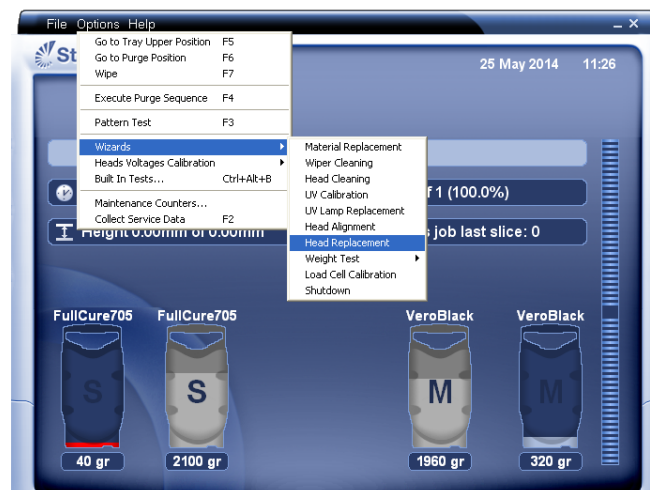 File Options Help
St
25 May 2014 11:26
Go to Tray Upper Position F5
Go to Purge Position F6
Wipe F7
Execute Purge Sequence F4
Pattern Test F3
Wizards
Heads Voltages Calibration
Built In Tests... Ctrl+Alt+B
Maintenance Counters...
Collect Service Data F2
Material Replacement
Wiper Cleaning
Head Cleaning
UV Calibration
UV Lamp Replacement
Head Alignment
Head Replacement
Weight Test
Load Cell Calibration
Shutdown
f 1 (100.0%)
Height 0.00mm of 0.00mm
s job last slice: 0
FullCure705 FullCure705 VeroBlack VeroBlack
S S M M
40 gr 2100 gr 1960 gr 320 gr